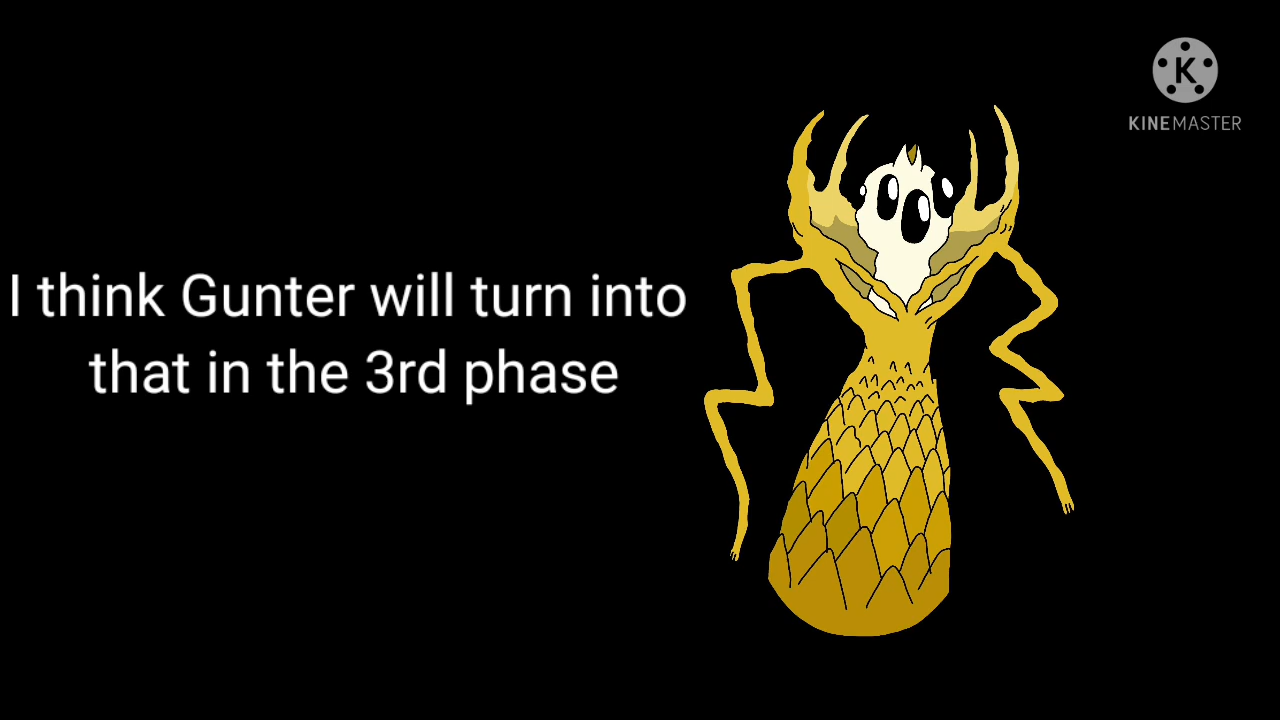 K
KINEMASTER
I think Gunter will turn into
that in the 3rd phase